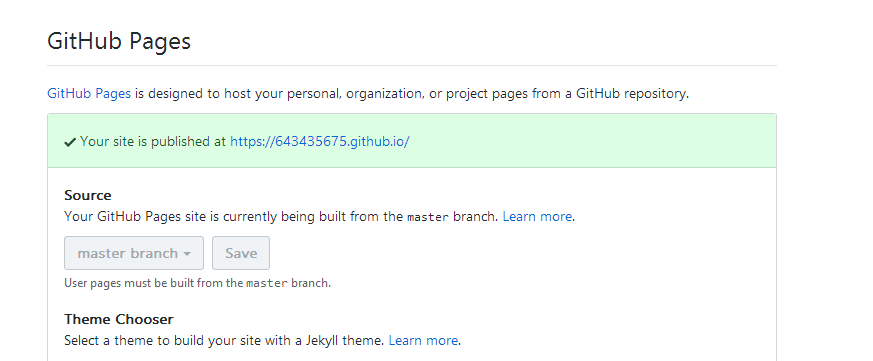 GitHub Pages
GitHub Pages is designed to host your personal, organization, or project pages from a GitHub repository.
✔ Your site is published at https://643435675.github.io/
Source
Your GitHub Pages site is currently being built from the master branch. Learn more.
master branch Save
User pages must be built from the master branch.
Theme Chooser
Select a theme to build your site with a Jekyll theme. Learn more.